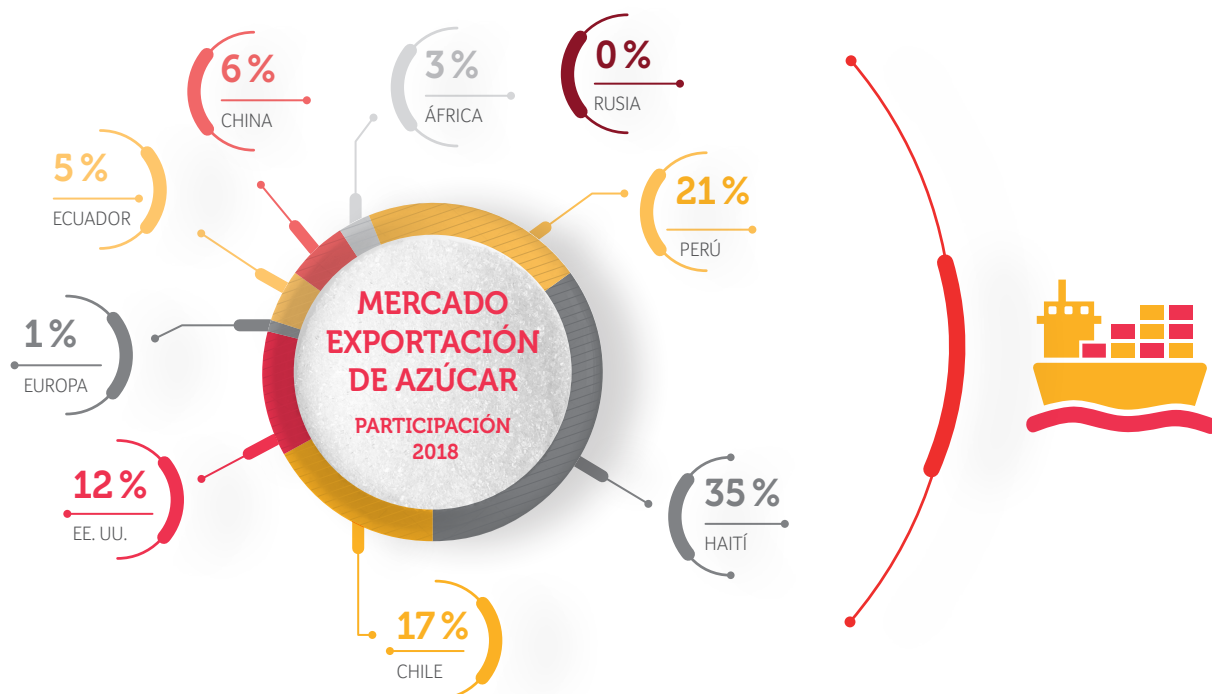 6 %
CHINA
3 %
ÁFRICA
0 %
RUSIA
5 %
ECUADOR
21 %
PERÚ
1 %
EUROPA
MERCADO
EXPORTACIÓN
DE AZÚCAR
PARTICIPACIÓN
2018
12 %
EE. UU.
35 %
HAITÍ
17 %
CHILE